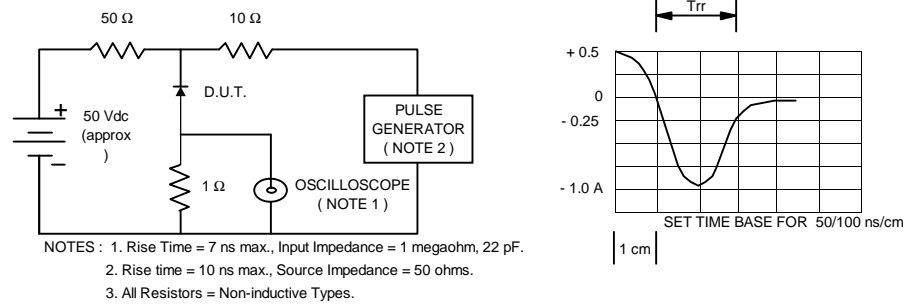 50 Ω
10 Ω
D.U.T.
+
50 Vdc
(approx
)
−
1 Ω
OSCILLOSCOPE
( NOTE 1 )
PULSE
GENERATOR
( NOTE 2 )
NOTES : 1. Rise Time = 7 ns max., Input Impedance = 1 megaohm, 22 pF.
2. Rise time = 10 ns max., Source Impedance = 50 ohms.
3. All Resistors = Non-inductive Types.
Trr
+ 0.5
0
- 0.25
- 1.0 A
SET TIME BASE FOR 50/100 ns/cm
1 cm